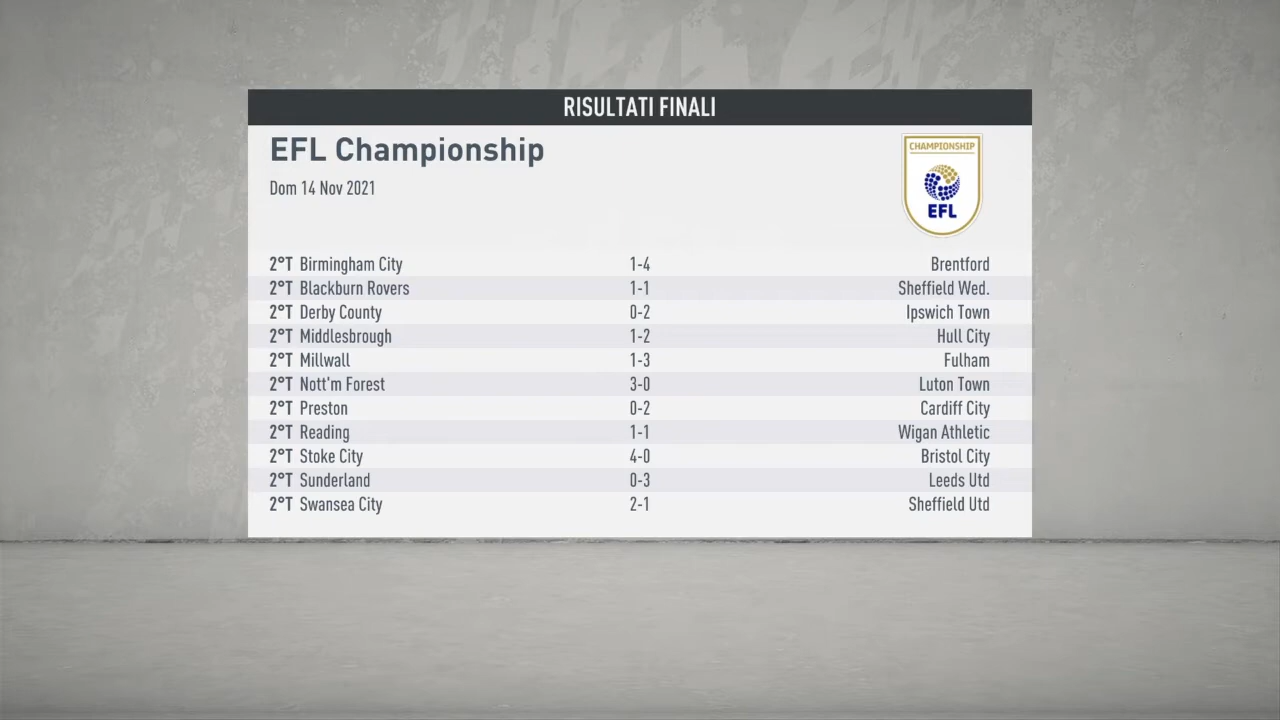 RISULTATI FINALI
EFL Championship
CHAMPIONSHIP
EFL
Dom 14 Nov 2021
2°T Birmingham City 1-4 Brentford
2°T Blackburn Rovers 1-1 Sheffield Wed.
2°T Derby County 0-2 Ipswich Town
2°T Middlesbrough 1-2 Hull City
2°T Millwall 1-3 Fulham
2°T Nott'm Forest 3-0 Luton Town
2°T Preston 0-2 Cardiff City
2°T Reading 1-1 Wigan Athletic
2°T Stoke City 4-0 Bristol City
2°T Sunderland 0-3 Leeds Utd
2°T Swansea City 2-1 Sheffield Utd